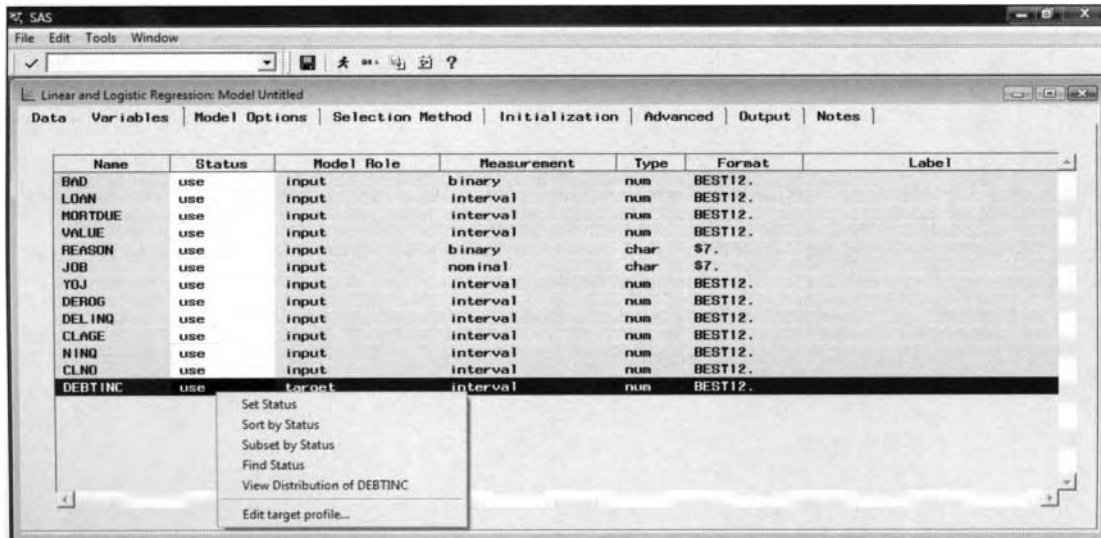 SAS
File Edit Tools Window
?
Linear and Logistic Regression: Model Untitled
Data Variables Model Options Selection Method Initialization Advanced Output Notes
Name Status Model Role Measurement Type Format Label
BAD use input binary num BEST12.
LOAN use input interval num BEST12.
MORTDUE use input interval num BEST12.
VALUE use input interval num BEST12.
REASON use input binary char $7.
JOB use input nominal char $7.
YOJ use input interval num BEST12.
DEROG use input interval num BEST12.
DELINQ use input interval num BEST12.
CLAGE use input interval num BEST12.
NINQ use input interval num BEST12.
CLNO use input interval num BEST12.
DEBTINC use target interval num BEST12.
Set Status
Sort by Status
Subset by Status
Find Status
View Distribution of DEBTINC
Edit target profile...